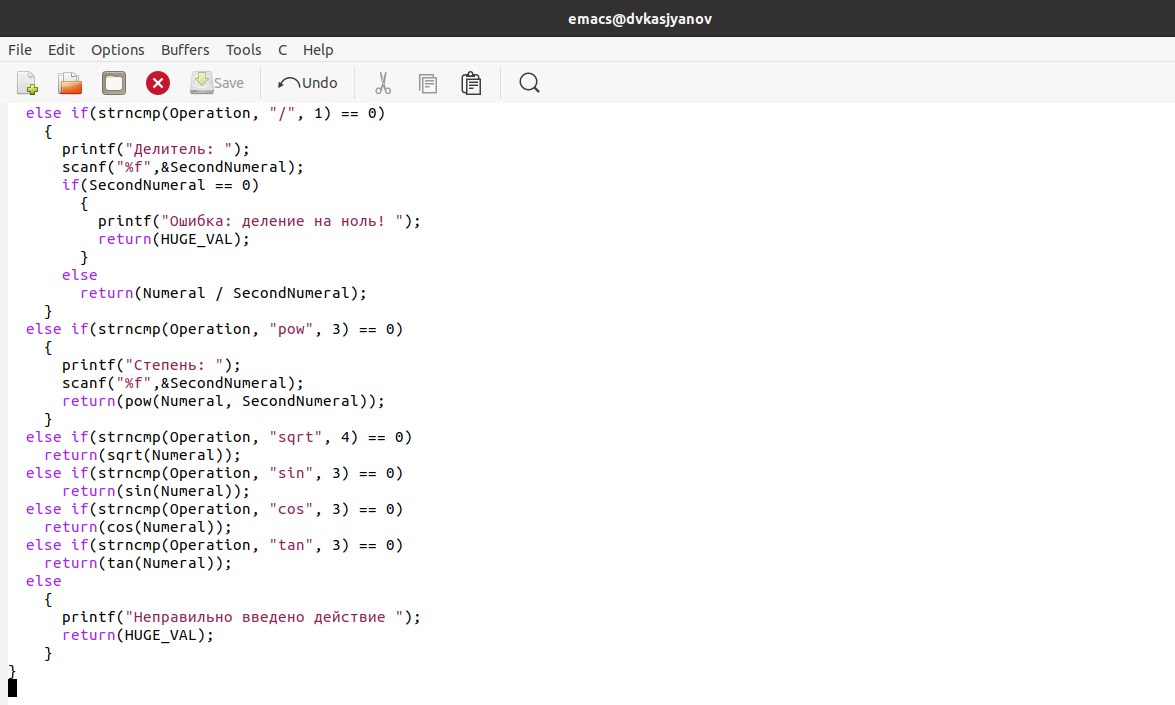 emacs@dvkasjyanov
File Edit Options Buffers Tools C Help
Save Undo
else if(strncmp(Operation, "/", 1) == 0)
{
printf("Делитель: ");
scanf("%f",&SecondNumeral);
if(SecondNumeral == 0)
{
printf("Ошибка: деление на ноль! ");
return(HUGE_VAL);
}
else
return(Numeral / SecondNumeral);
}
else if(strncmp(Operation, "pow", 3) == 0)
{
printf("Степень: ");
scanf("%f",&SecondNumeral);
return(pow(Numeral, SecondNumeral));
}
else if(strncmp(Operation, "sqrt", 4) == 0)
return(sqrt(Numeral));
else if(strncmp(Operation, "sin", 3) == 0)
return(sin(Numeral));
else if(strncmp(Operation, "cos", 3) == 0)
return(cos(Numeral));
else if(strncmp(Operation, "tan", 3) == 0)
return(tan(Numeral));
else
{
printf("Неправильно введено действие ");
return(HUGE_VAL);
}
}